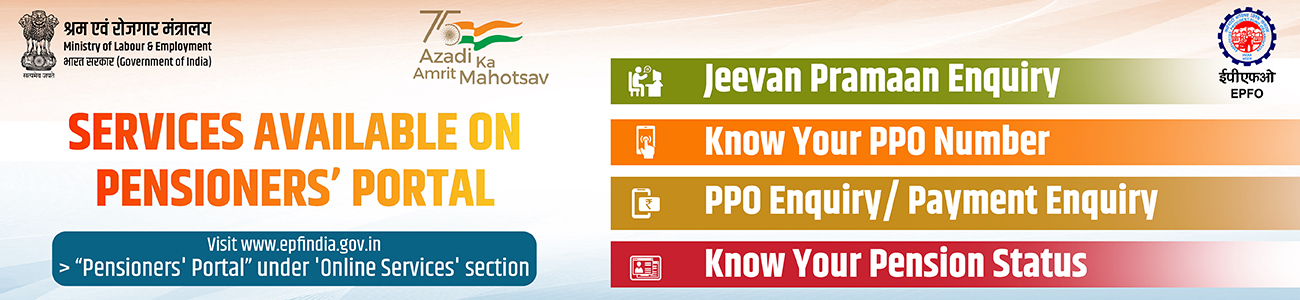 श्रम एवं रोजगार मंत्रालय
Ministry of Labour & Employment
भारत सरकार (Government of India)
सत्यमेव जयते
75
Azadi Ka
Amrit Mahotsav
SERVICES AVAILABLE ON
PENSIONERS’ PORTAL
Visit www.epfindia.gov.in
> “Pensioners' Portal” under 'Online Services' section
Jeevan Pramaan Enquiry
Know Your PPO Number
PPO Enquiry/ Payment Enquiry
Know Your Pension Status
ईपीएफओ
EPFO